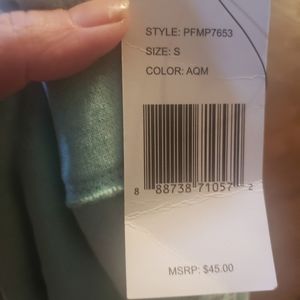 STYLE: PFMP7653
SIZE: S
COLOR: AQM
8 88738 71057 2
MSRP: $45.00